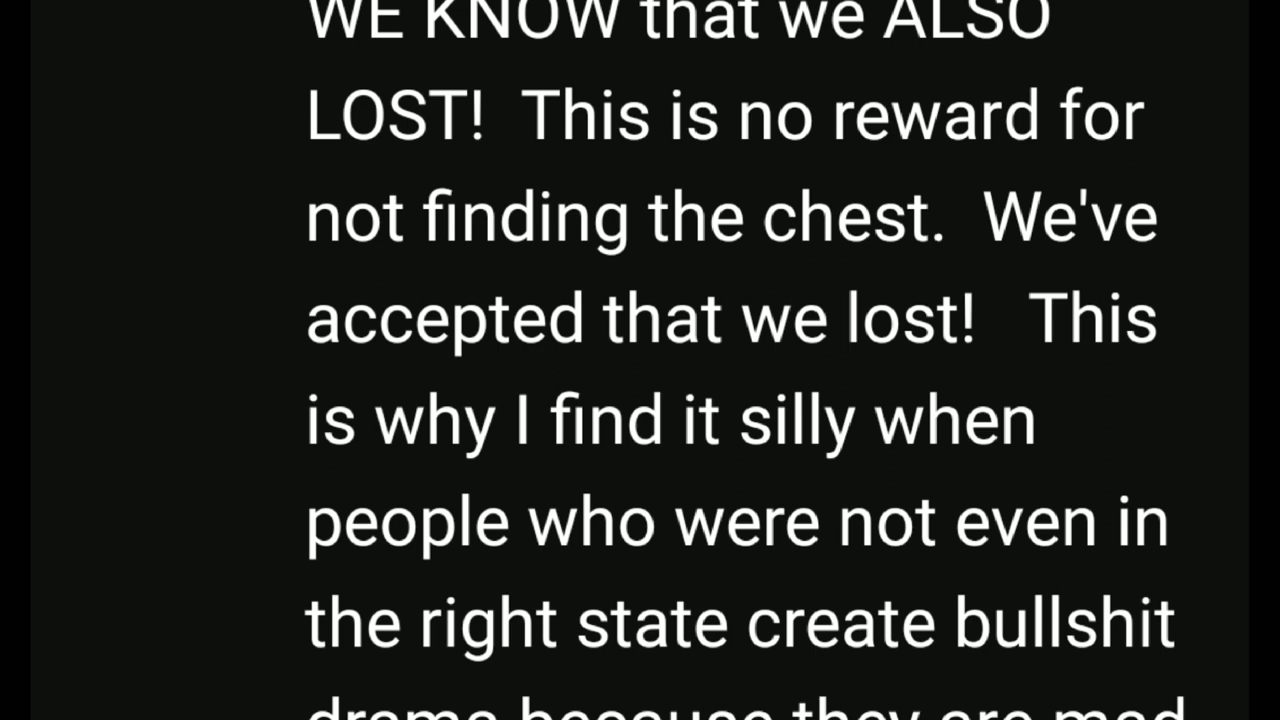 WE KNOW that we ALSO
LOST!  This is no reward for
not finding the chest.  We've
accepted that we lost!   This
is why I find it silly when
people who were not even in
the right state create bullshit
drama because they are mad